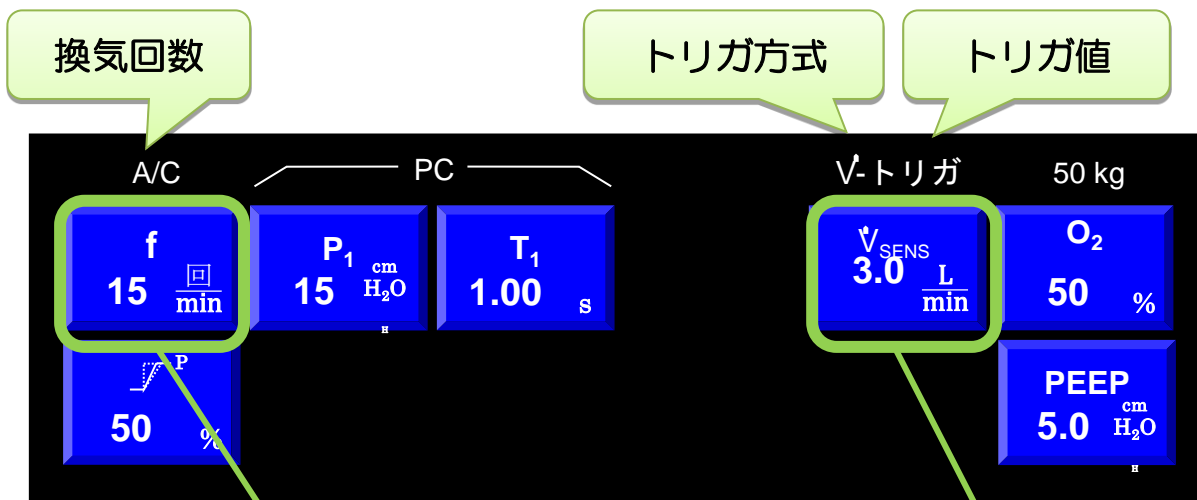 換気回数
トリガ方式
トリガ値
A/C
PC
V̇-トリガ
50 kg
f
15 回/min
P₁
15 cmH₂O
H
T₁
1.00 s
V̇SENS
3.0 L/min
O₂
50 %
P
50 %
PEEP
5.0 cmH₂O
H